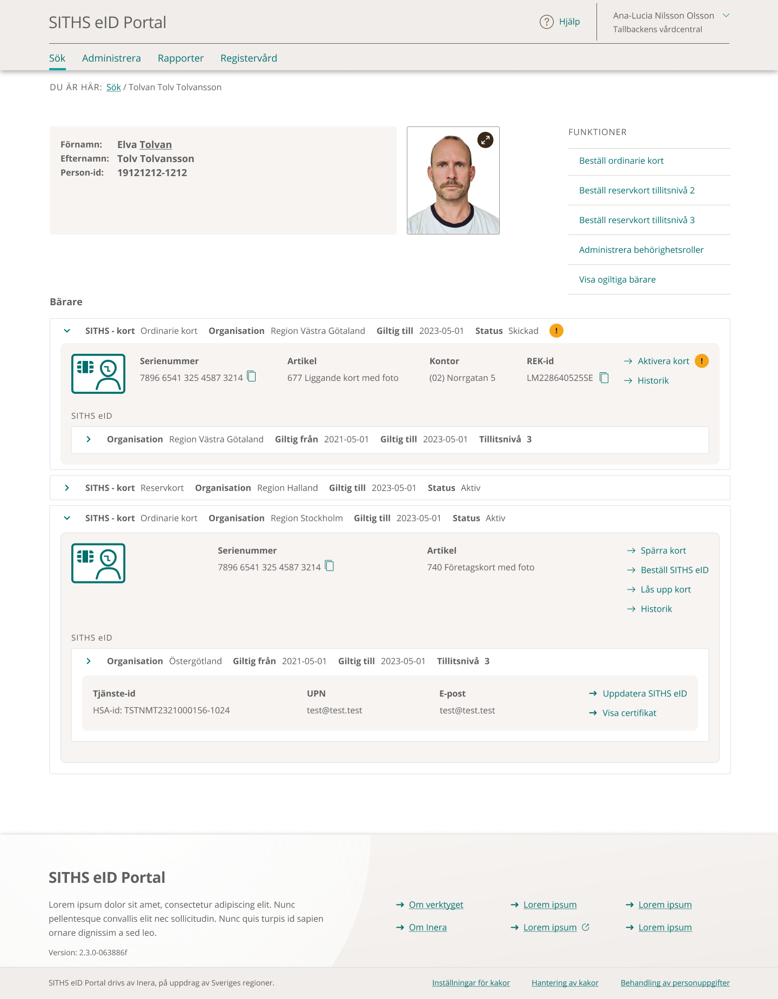 SITHS eID Portal
Hjälp
Ana-Lucia Nilsson Olsson
Tallbackens vårdcentral
Sök Administrera Rapporter Registervård
DU ÄR HÄR: Sök / Tolvan Tolv Tolvansson
Förnamn: Elva Tolvan
Efternamn: Tolv Tolvansson
Person-id: 19121212-1212
FUNKTIONER
Beställ ordinarie kort
Beställ reservkort tillitsnivå 2
Beställ reservkort tillitsnivå 3
Administrera behörighetsroller
Visa ogiltiga bärare
Bärare
SITHS - kort Ordinarie kort Organisation Region Västra Götaland Giltig till 2023-05-01 Status Skickad !
Serienummer Artikel Kontor REK-id Aktivera kort !
7896 6541 325 4587 3214 677 Liggande kort med foto (02) Norrgatan 5 LM228640525SE Historik
SITHS eID
Organisation Region Västra Götaland Giltig från 2021-05-01 Giltig till 2023-05-01 Tillitsnivå 3
SITHS - kort Reservkort Organisation Region Halland Giltig till 2023-05-01 Status Aktiv
SITHS - kort Ordinarie kort Organisation Region Stockholm Giltig till 2023-05-01 Status Aktiv
Serienummer Artikel Spärra kort
7896 6541 325 4587 3214 740 Företagskort med foto Beställ SITHS eID
Lås upp kort
Historik
SITHS eID
Organisation Östergötland Giltig från 2021-05-01 Giltig till 2023-05-01 Tillitsnivå 3
Tjänste-id UPN E-post Uppdatera SITHS eID
HSA-id: TSTNMT2321000156-1024 test@test.test test@test.test Visa certifikat
SITHS eID Portal
Lorem ipsum dolor sit amet, consectetur adipiscing elit. Nunc
pellentesque convallis elit nec sollicitudin. Nunc quis turpis id sapien
ornare dignissim a sed leo.
Version: 2.3.0-063886f
Om verktyget Lorem ipsum Lorem ipsum
Om Inera Lorem ipsum Lorem ipsum
SITHS eID Portal drivs av Inera, på uppdrag av Sveriges regioner.
Inställningar för kakor Hantering av kakor Behandling av personuppgifter